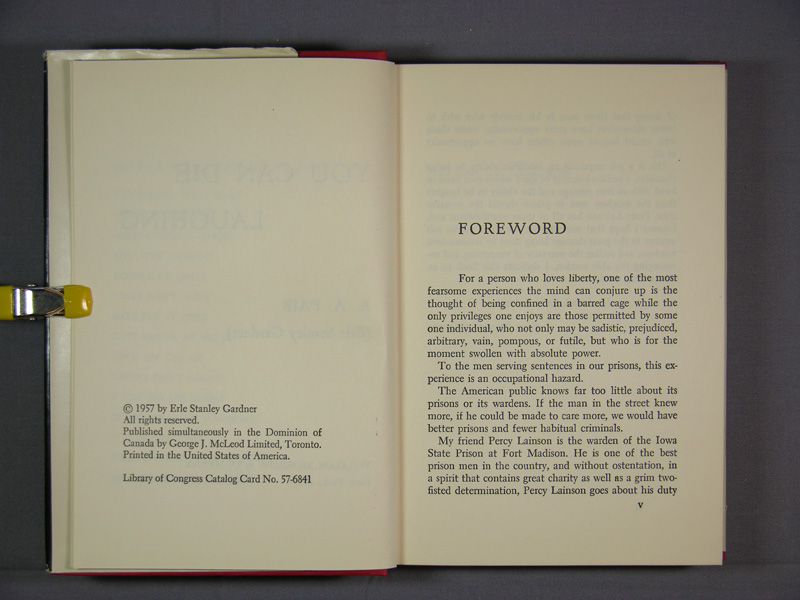 © 1957 by Erle Stanley Gardner
All rights reserved.
Published simultaneously in the Dominion of
Canada by George J. McLeod Limited, Toronto.
Printed in the United States of America.
Library of Congress Catalog Card No. 57-6841
FOREWORD
For a person who loves liberty, one of the most
fearsome experiences the mind can conjure up is the
thought of being confined in a barred cage while the
only privileges one enjoys are those permitted by some
one individual, who not only may be sadistic, prejudiced,
arbitrary, vain, pompous, or futile, but who is for the
moment swollen with absolute power.
To the men serving sentences in our prisons, this ex-
perience is an occupational hazard.
The American public knows far too little about its
prisons or its wardens. If the man in the street knew
more, if he could be made to care more, we would have
better prisons and fewer habitual criminals.
My friend Percy Lainson is the warden of the Iowa
State Prison at Fort Madison. He is one of the best
prison men in the country, and without ostentation, in
a spirit that contains great charity as well as a grim two-
fisted determination, Percy Lainson goes about his duty
v